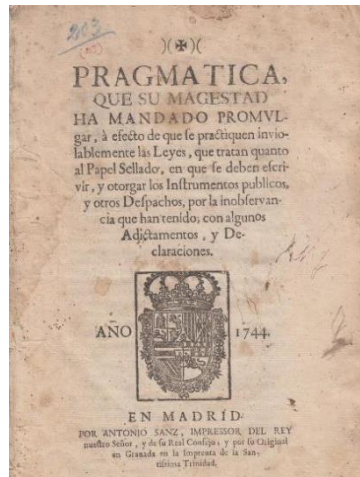 203
)(✠)(
PRAGMATICA,
QUE SU MAGESTAD
HA MANDADO PROMVL-
gar, à efecto de que se practiquen invio-
lablemente las Leyes, que tratan quanto
al Papel Sellado, en que se deben escri-
vir, y otorgar los Instrumentos publicos,
y otros Despachos, por la inobservan-
cia que han tenido; con algunos
Adictamentos, y De-
claraciones.
AÑO 1744.
EN MADRID.
POR ANTONIO SANZ, IMPRESSOR DEL REY
nuestro Señor, y de su Real Consejo; y por su Original
en Granada en la Imprenta de la San-
tissima Trinidad.